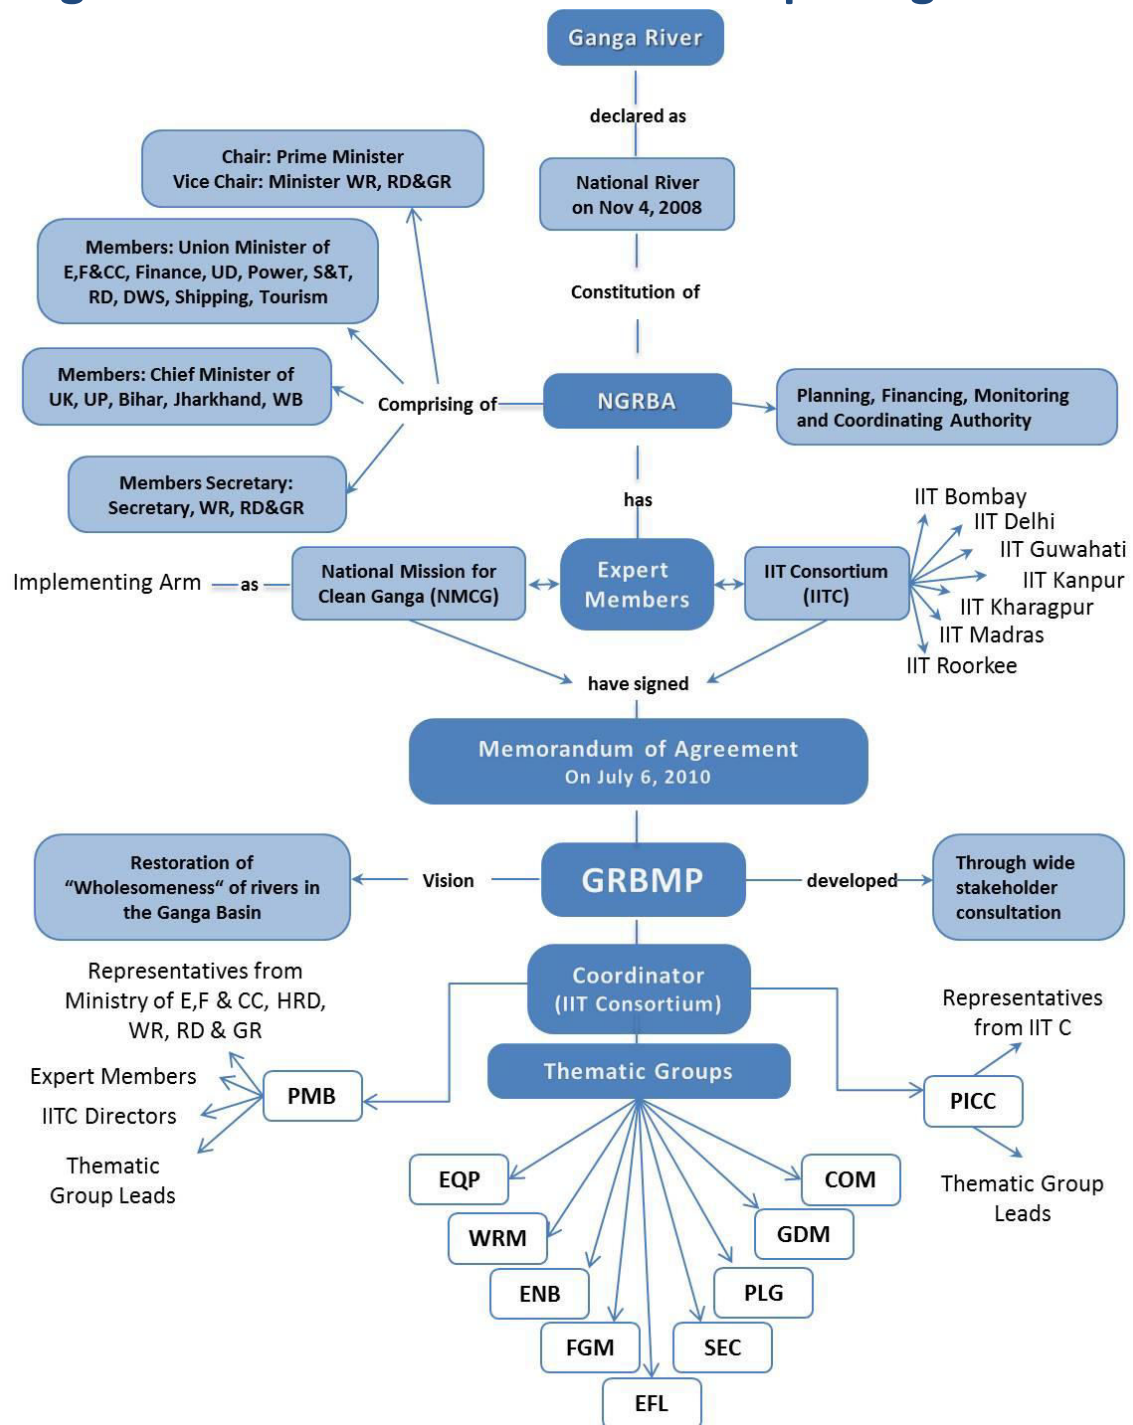 Ganga River
declared as
National River
on Nov 4, 2008
Constitution of
Chair: Prime Minister
Vice Chair: Minister WR, RD&GR
Members: Union Minister of
E,F&CC, Finance, UD, Power, S&T,
RD, DWS, Shipping, Tourism
Members: Chief Minister of
UK, UP, Bihar, Jharkhand, WB
Members Secretary:
Secretary, WR, RD&GR
Comprising of
NGRBA
Planning, Financing, Monitoring
and Coordinating Authority
has
Implementing Arm
as
National Mission for
Clean Ganga (NMCG)
Expert
Members
IIT Consortium
(IITC)
IIT Bombay
IIT Delhi
IIT Guwahati
IIT Kanpur
IIT Kharagpur
IIT Madras
IIT Roorkee
have signed
Memorandum of Agreement
On July 6, 2010
Restoration of
“Wholesomeness“ of rivers in
the Ganga Basin
Vision
GRBMP
developed
Through wide
stakeholder
consultation
Coordinator
(IIT Consortium)
Thematic Groups
Representatives from
Ministry of E,F & CC, HRD,
WR, RD & GR
Expert Members
IITC Directors
Thematic
Group Leads
PMB
Representatives
from IIT C
PICC
Thematic Group
Leads
EQP
WRM
ENB
FGM
EFL
SEC
PLG
GDM
COM